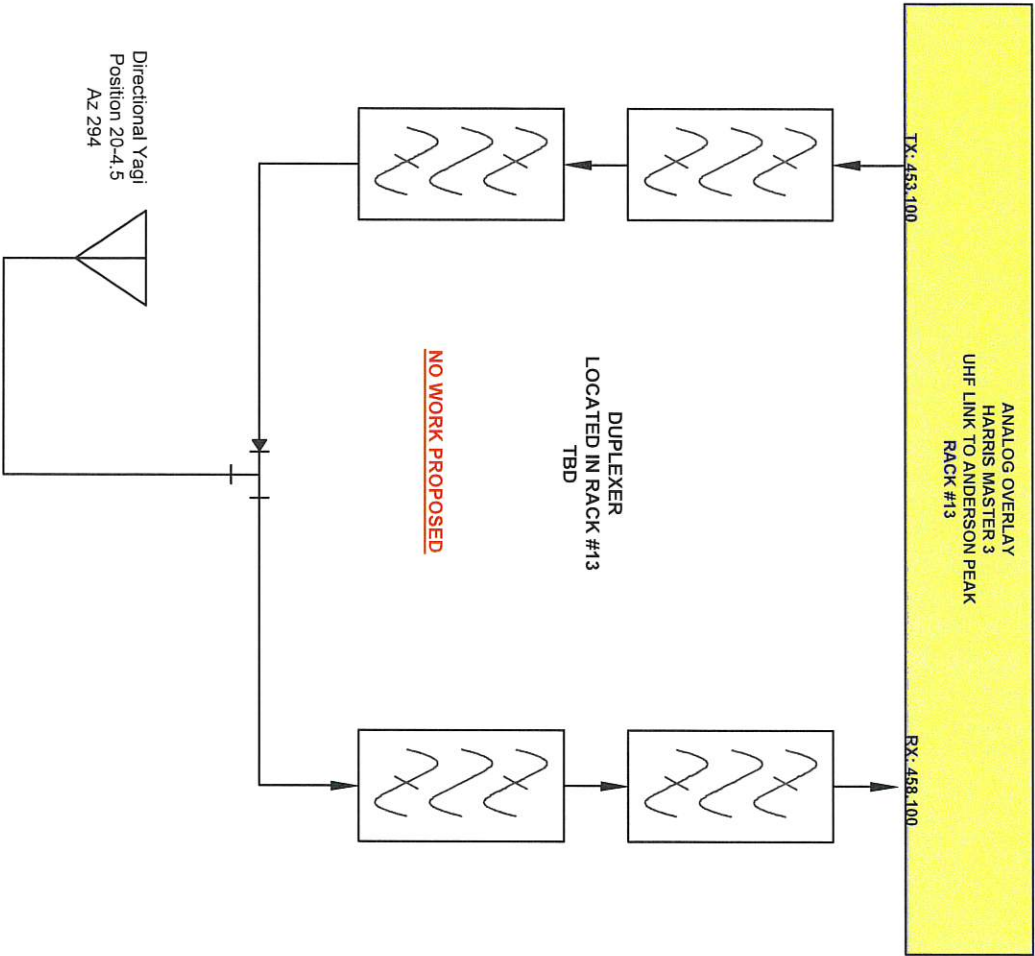 ANALOG OVERLAY
HARRIS MASTER 3
UHF LINK TO ANDERSON PEAK
RACK #13
TX: 453.100
RX: 458.100
DUPLEXER
LOCATED IN RACK #13
TBD
NO WORK PROPOSED
Directional Yagi
Position 20-4.5
Az 294